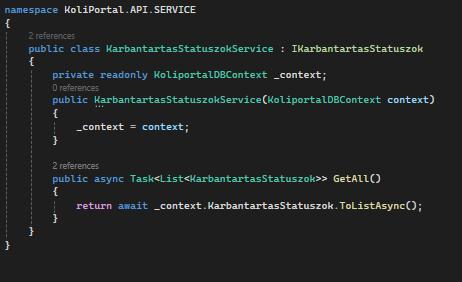 namespace KoliPortal.API.SERVICE
{
2 references
public class KarbantartasStatuszokService : IKarbantartasStatuszok
{
private readonly KoliportalDBContext _context;
0 references
public KarbantartasStatuszokService(KoliportalDBContext context)
{
_context = context;
}
2 references
public async Task<List<KarbantartasStatuszok>> GetAll()
{
return await _context.KarbantartasStatuszok.ToListAsync();
}
}
}